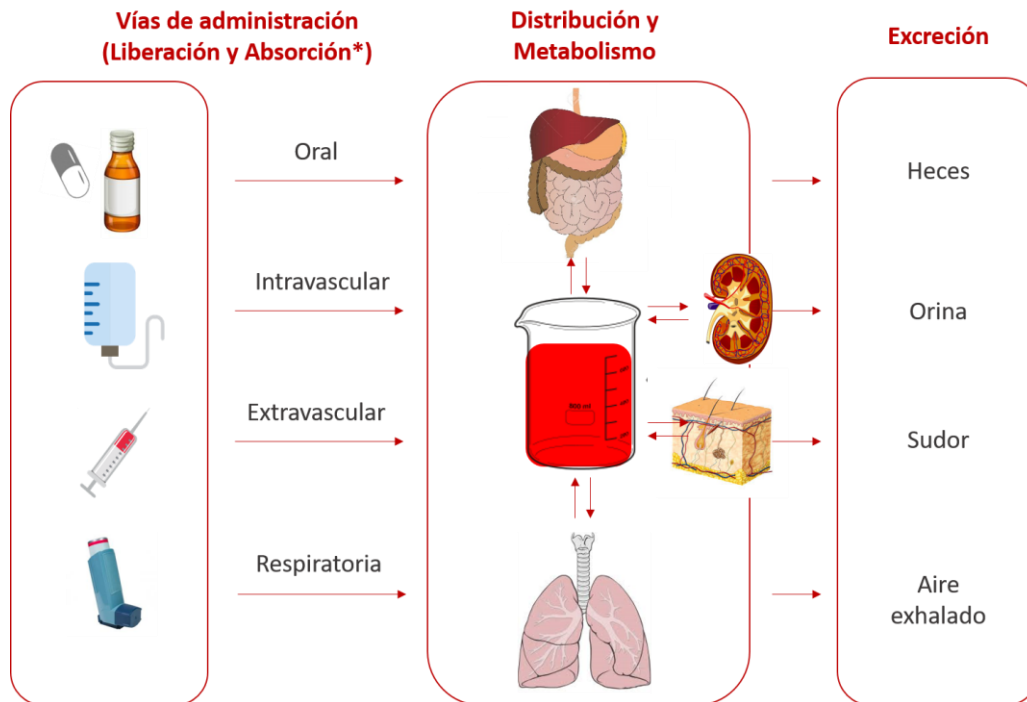 Vías de administración
(Liberación y Absorción*)
Distribución y
Metabolismo
Excreción
Oral
Heces
Intravascular
Orina
Extravascular
Sudor
Respiratoria
Aire
exhalado